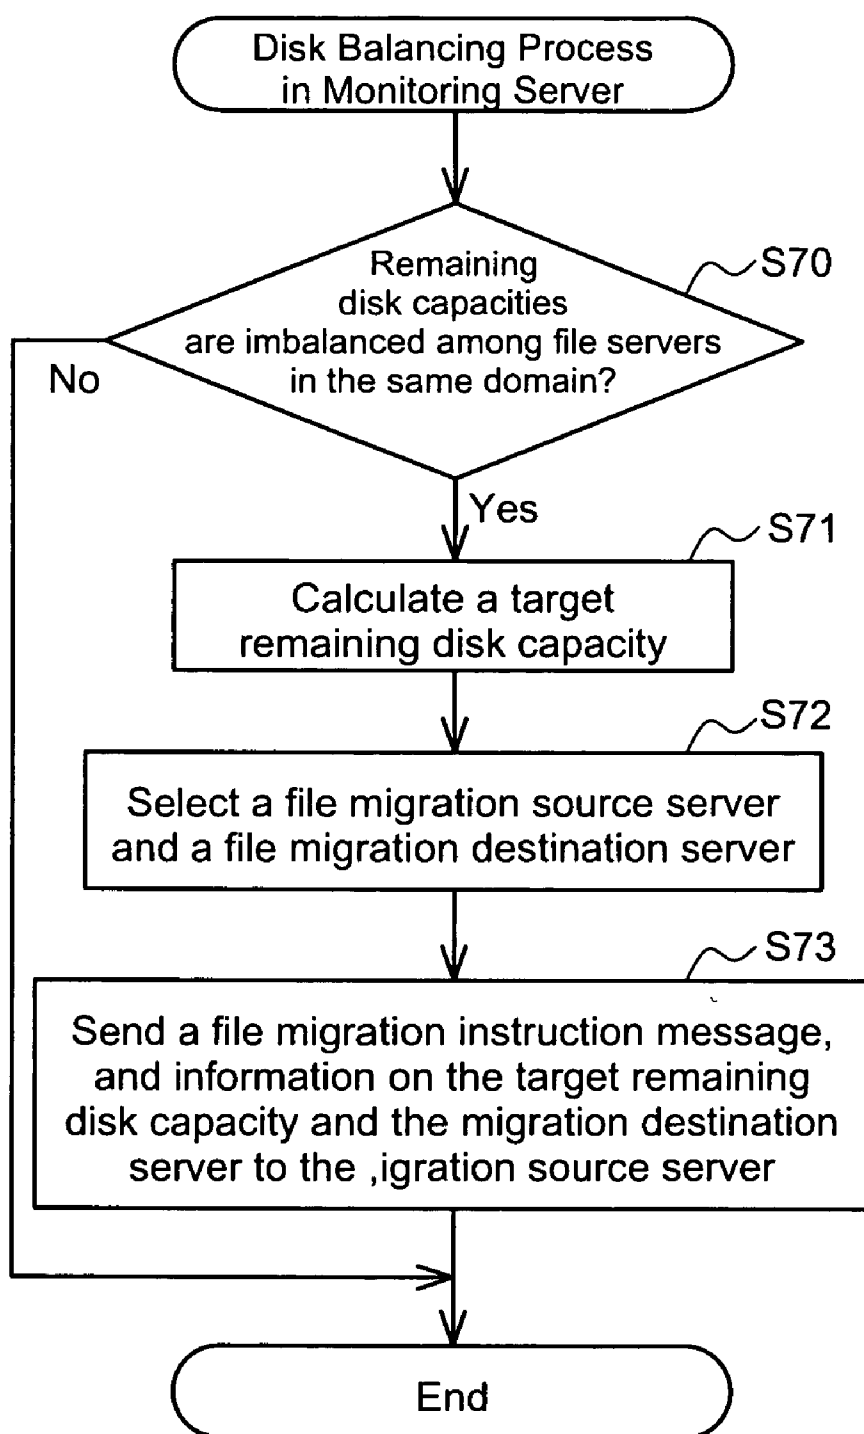 Disk Balancing Process
in Monitoring Server
Remaining
disk capacities
are imbalanced among file servers
in the same domain?
S70
No
Yes
S71
Calculate a target
remaining disk capacity
S72
Select a file migration source server
and a file migration destination server
S73
Send a file migration instruction message,
and information on the target remaining
disk capacity and the migration destination
server to the ,igration source server
End